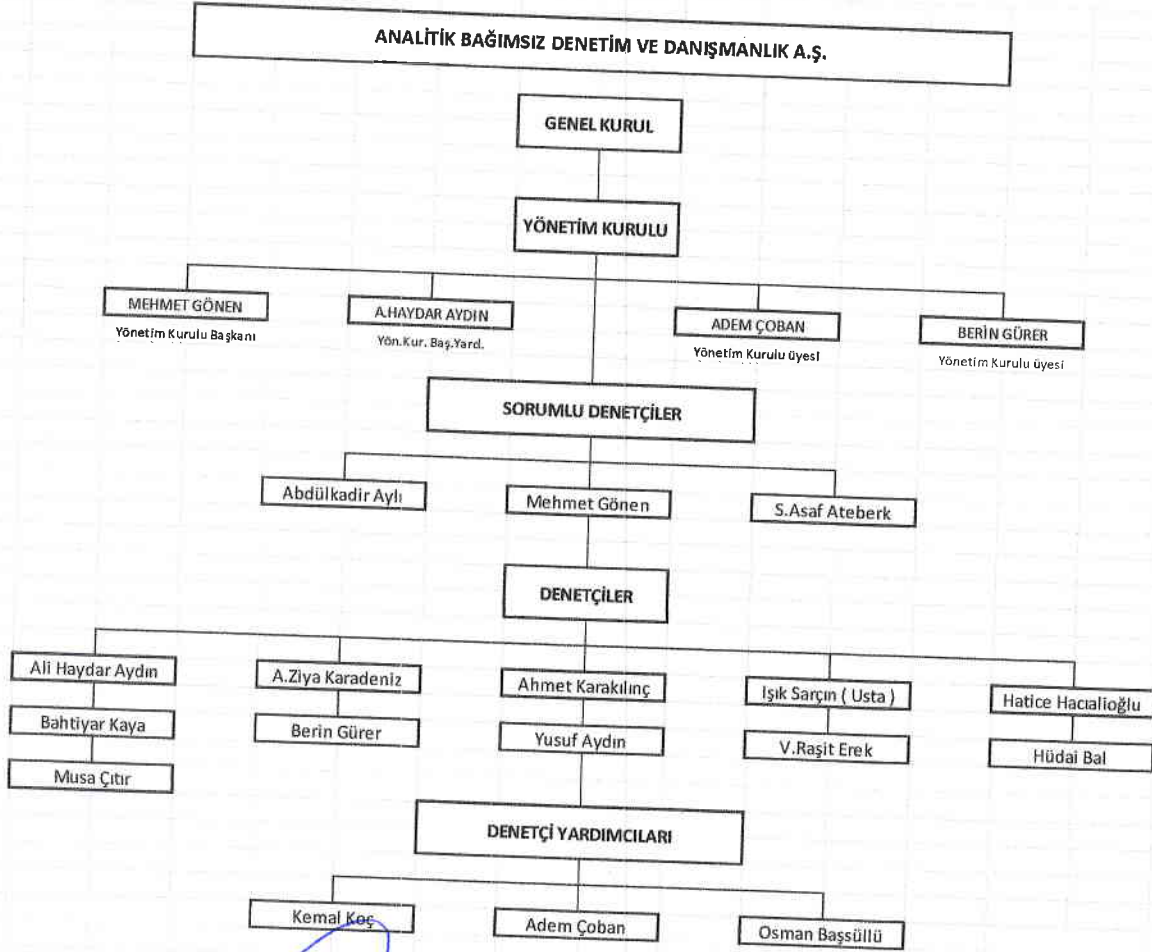 ANALİTİK BAĞIMSIZ DENETİM VE DANIŞMANLIK A.Ş.
GENEL KURUL
YÖNETİM KURULU
MEHMET GÖNEN
Yönetim Kurulu Başkanı
A.HAYDAR AYDIN
Yön.Kur. Baş.Yard.
ADEM ÇOBAN
Yönetim Kurulu üyesi
BERİN GÜRER
Yönetim Kurulu üyesi
SORUMLU DENETÇİLER
Abdülkadir Aylı
Mehmet Gönen
S.Asaf Ateberk
DENETÇİLER
Ali Haydar Aydın
A.Ziya Karadeniz
Ahmet Karakılınç
Işık Sarçın ( Usta )
Hatice Hacıalioğlu
Bahtiyar Kaya
Berin Gürer
Yusuf Aydın
V.Raşit Erek
Hüdai Bal
Musa Çıtır
DENETÇİ YARDIMCILARI
Kemal Koç
Adem Çoban
Osman Başsüllü